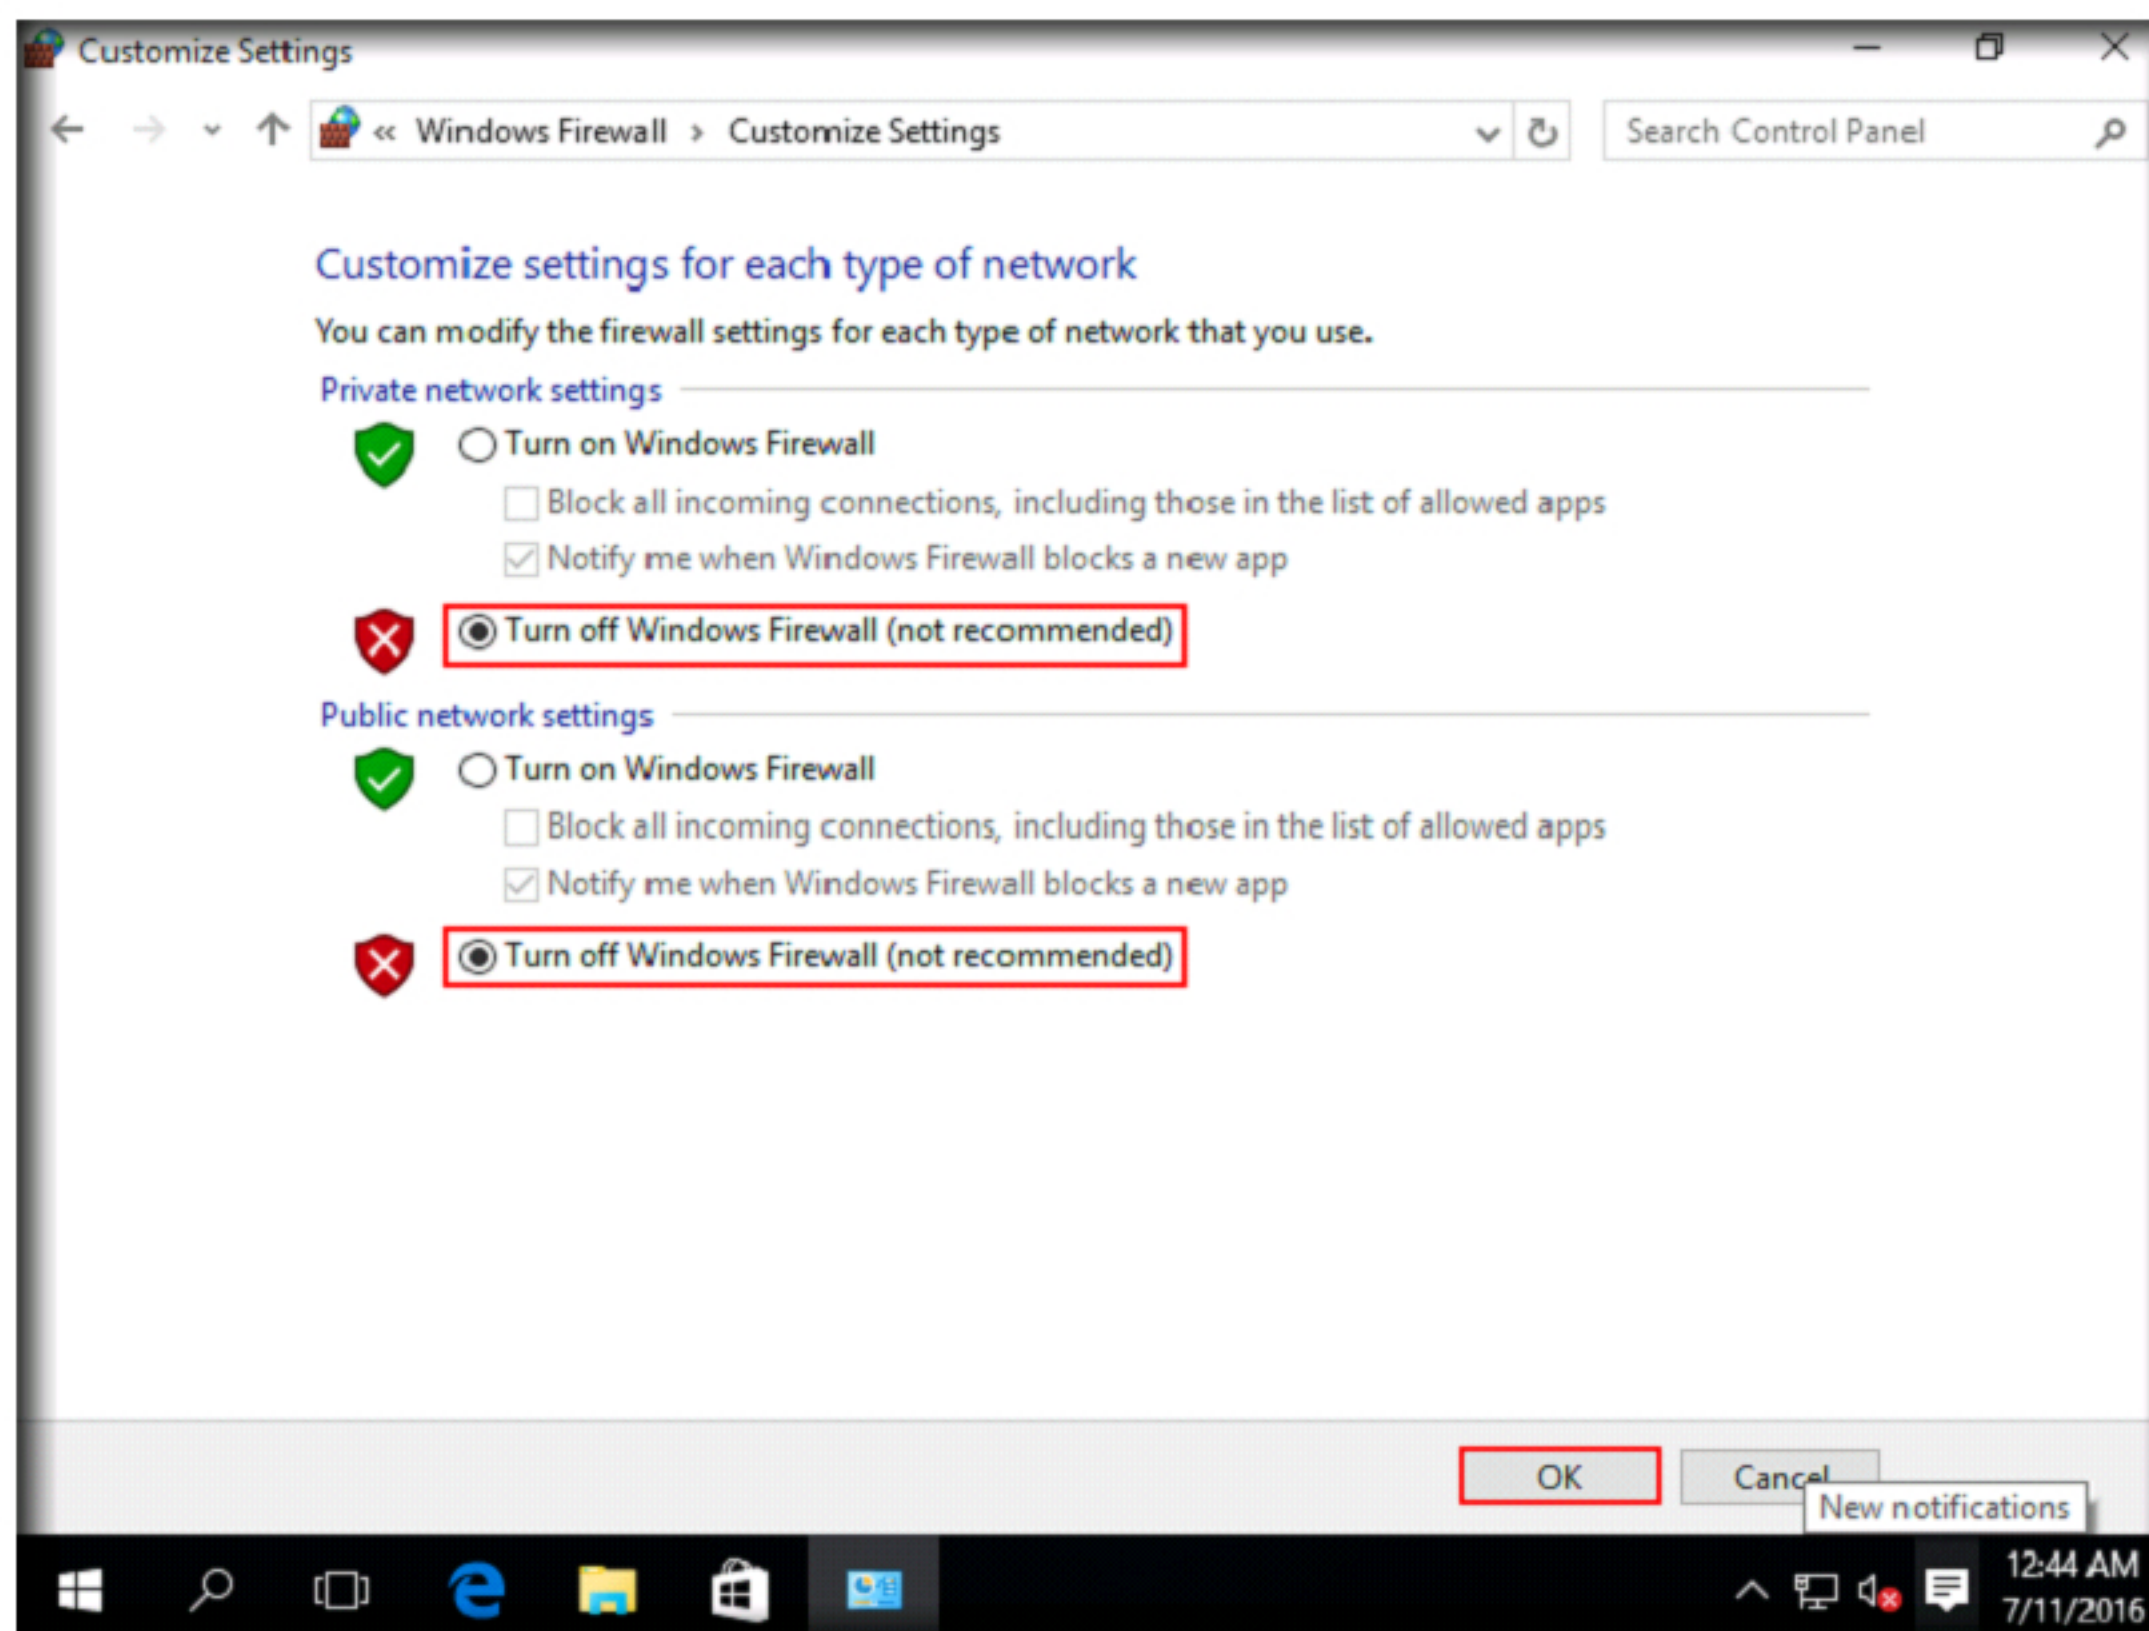 Customize Settings
« Windows Firewall › Customize Settings
Search Control Panel
Customize settings for each type of network
You can modify the firewall settings for each type of network that you use.
Private network settings
Turn on Windows Firewall
Block all incoming connections, including those in the list of allowed apps
Notify me when Windows Firewall blocks a new app
Turn off Windows Firewall (not recommended)
Public network settings
Turn on Windows Firewall
Block all incoming connections, including those in the list of allowed apps
Notify me when Windows Firewall blocks a new app
Turn off Windows Firewall (not recommended)
OK
Cancel
New notifications
12:44 AM
7/11/2016